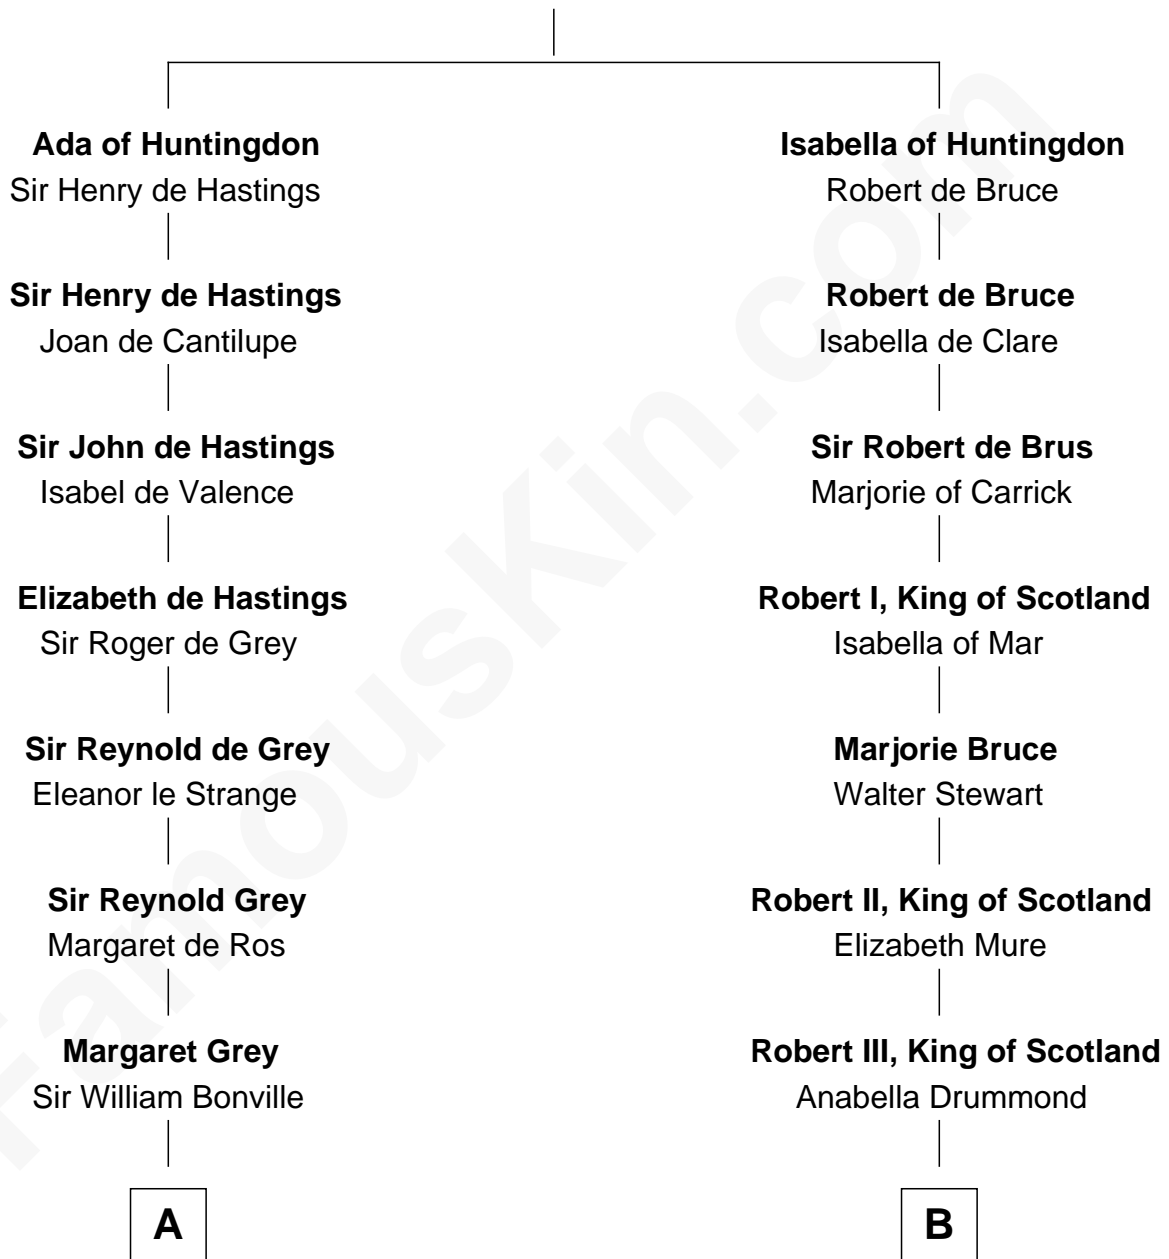 Ada of Huntingdon
Sir Henry de Hastings
Sir Henry de Hastings
Joan de Cantilupe
Sir John de Hastings
Isabel de Valence
Elizabeth de Hastings
Sir Roger de Grey
Sir Reynold de Grey
Eleanor le Strange
Sir Reynold Grey
Margaret de Ros
Margaret Grey
Sir William Bonville
A
Isabella of Huntingdon
Robert de Bruce
Robert de Bruce
Isabella de Clare
Sir Robert de Brus
Marjorie of Carrick
Robert I, King of Scotland
Isabella of Mar
Marjorie Bruce
Walter Stewart
Robert II, King of Scotland
Elizabeth Mure
Robert III, King of Scotland
Anabella Drummond
B
FamousKin.com